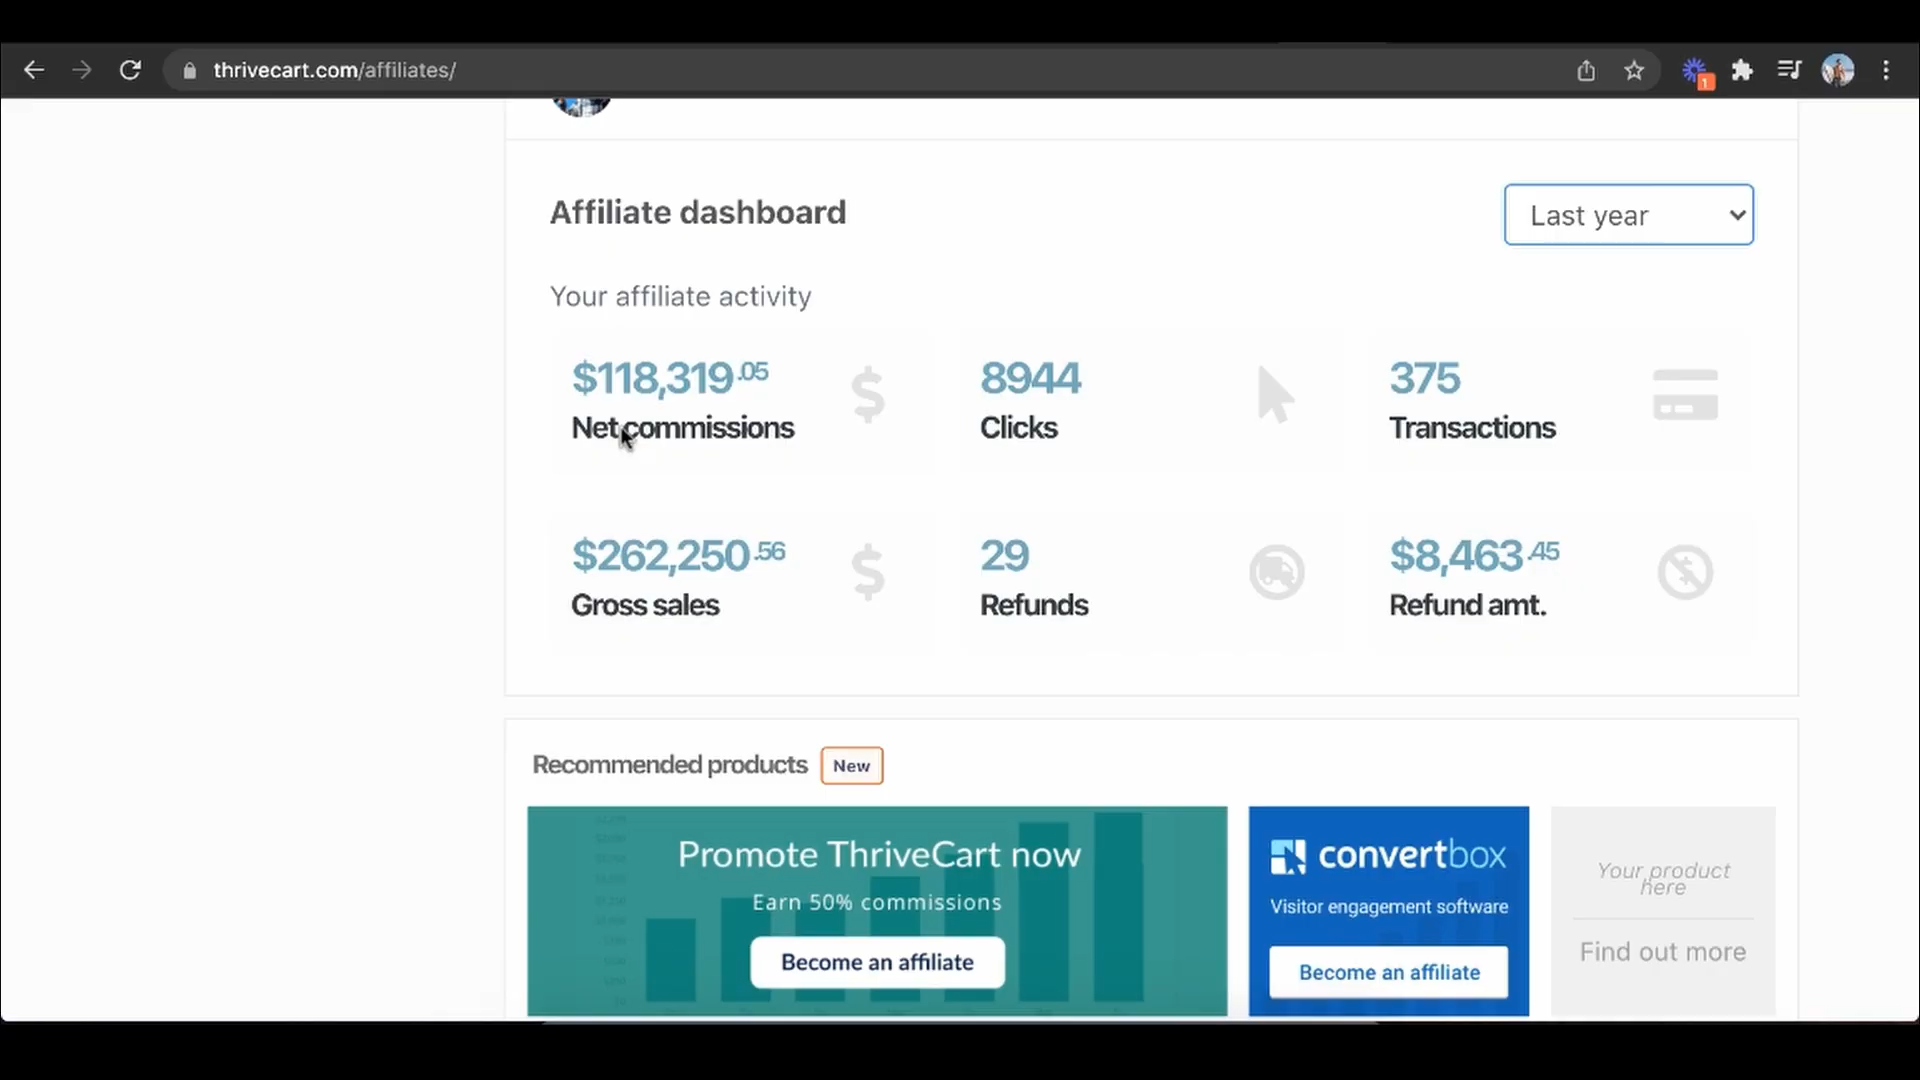 thrivecart.com/affiliates/
1
Affiliate dashboard
Last year
Your affiliate activity
$118,319.05
8944
375
Net commissions
Clicks
Transactions
$262,250.56
29
$8,463.45
Gross sales
Refunds
Refund amt.
Recommended products New
Promote ThriveCart now
Earn 50% commissions
Become an affiliate
convertbox
Visitor engagement software
Become an affiliate
Your product
here
Find out more